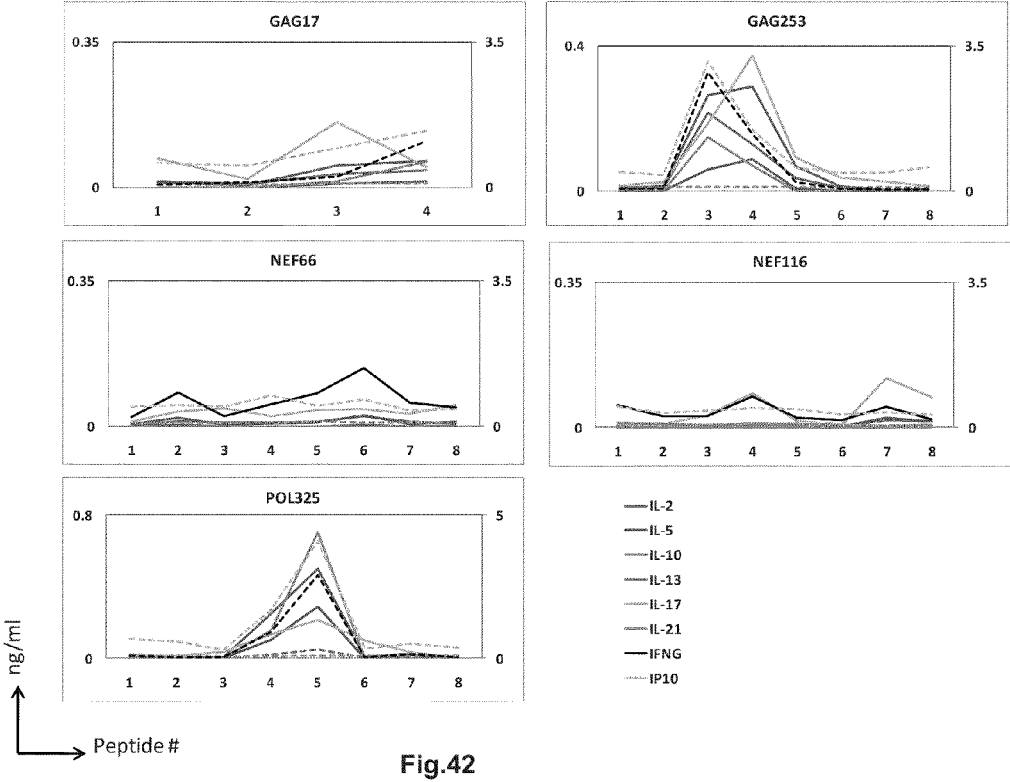 GAG17
0.35
3.5
0
0
1 2 3 4
GAG253
0.4
3.5
0
0
1 2 3 4 5 6 7 8
NEF66
0.35
3.5
0
0
1 2 3 4 5 6 7 8
NEF116
0.35
3.5
0
0
1 2 3 4 5 6 7 8
POL325
0.8
5
0
0
1 2 3 4 5 6 7 8
IL-2
IL-5
IL-10
IL-13
IL-17
IL-21
IFNG
IP10
ng/ml
Peptide #
Fig.42